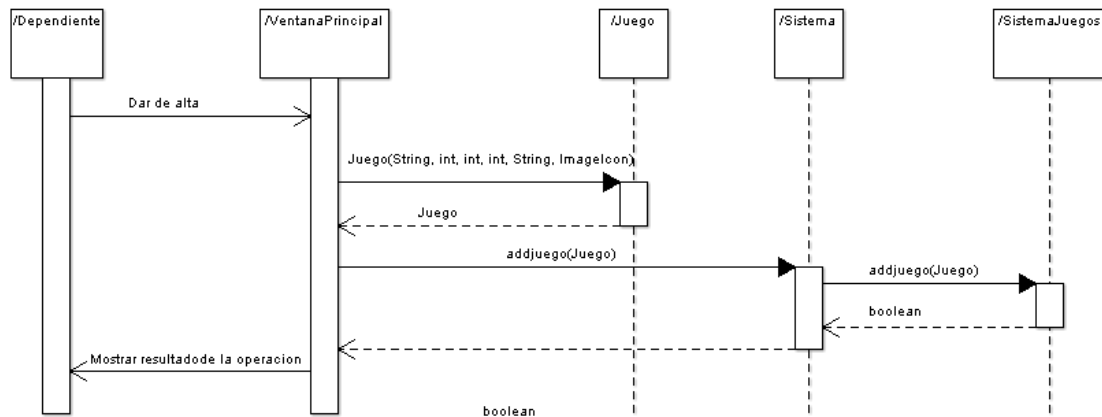 /Dependiente
/VentanaPrincipal
/Juego
/Sistema
/SistemaJuegos
Dar de alta
Juego(String, int, int, int, String, ImageIcon)
Juego
addjuego(Juego)
addjuego(Juego)
boolean
Mostrar resultadode la operacion
boolean